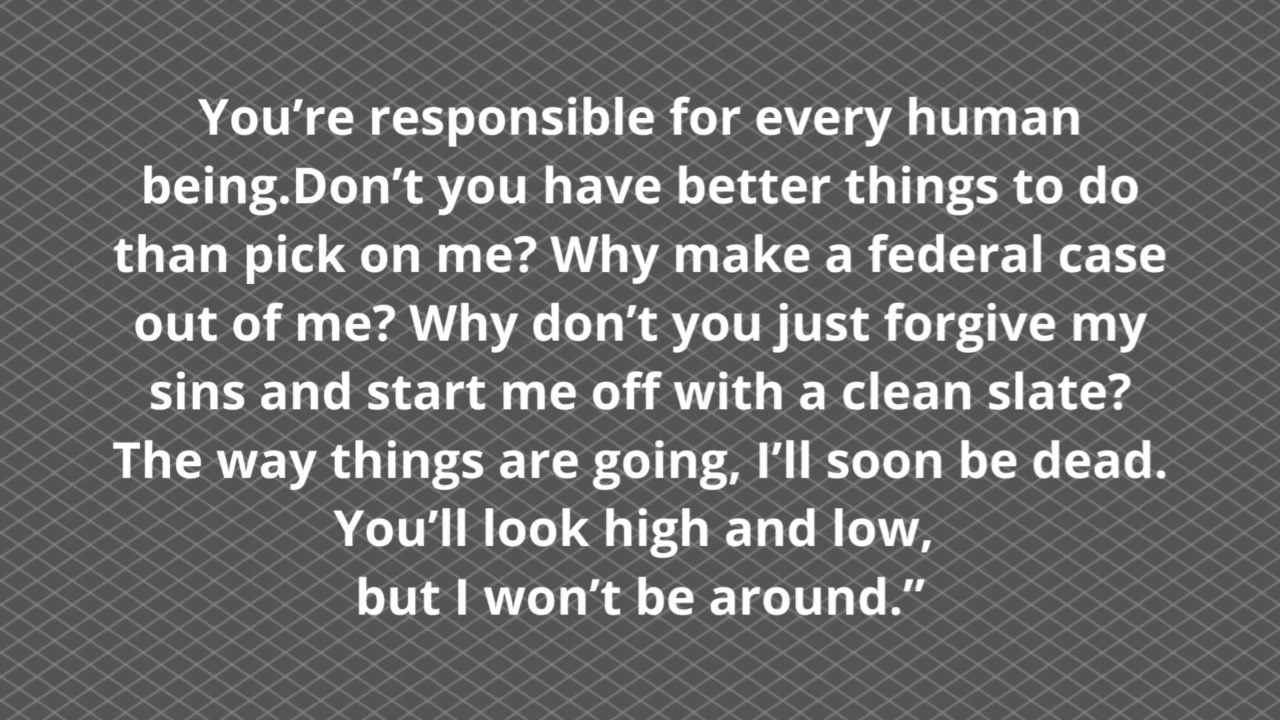 You’re responsible for every human
being.Don’t you have better things to do
than pick on me? Why make a federal case
out of me? Why don’t you just forgive my
sins and start me off with a clean slate?
The way things are going, I’ll soon be dead.
You’ll look high and low,
but I won’t be around.”